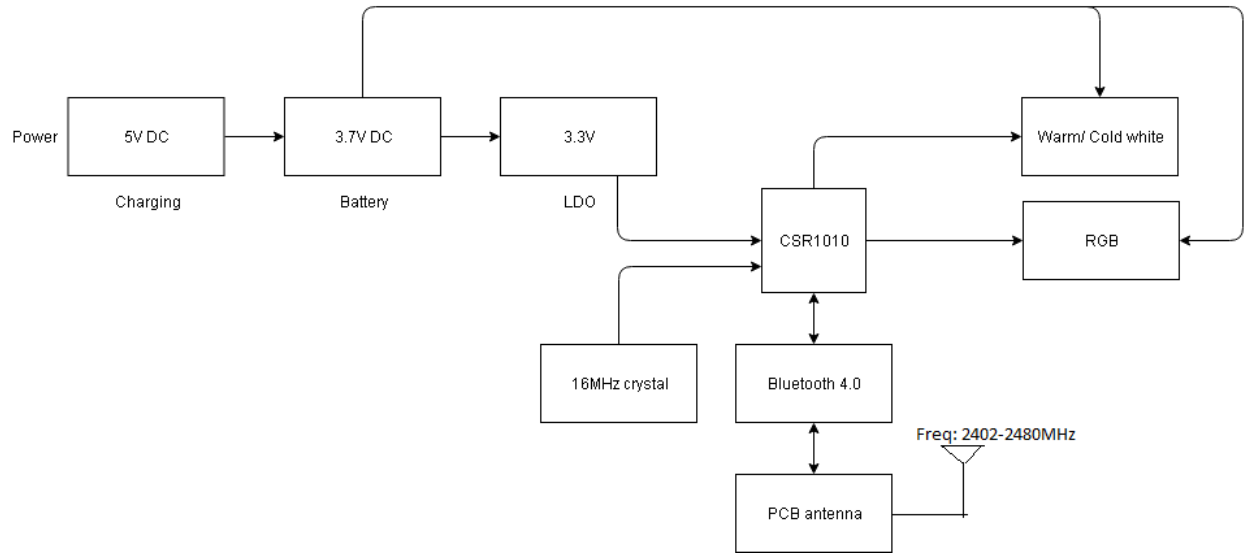 Power
5V DC
3.7V DC
3.3V
Warm/ Cold white
Charging
Battery
LDO
CSR1010
RGB
16MHz crystal
Bluetooth 4.0
Freq: 2402-2480MHz
PCB antenna